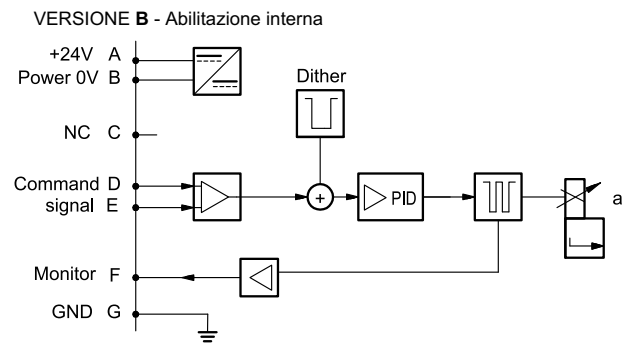 VERSIONE B - Abilitazione interna
+24V A
Power 0V B
Dither
NC C
Command D
signal E
+
PID
a
Monitor F
GND G